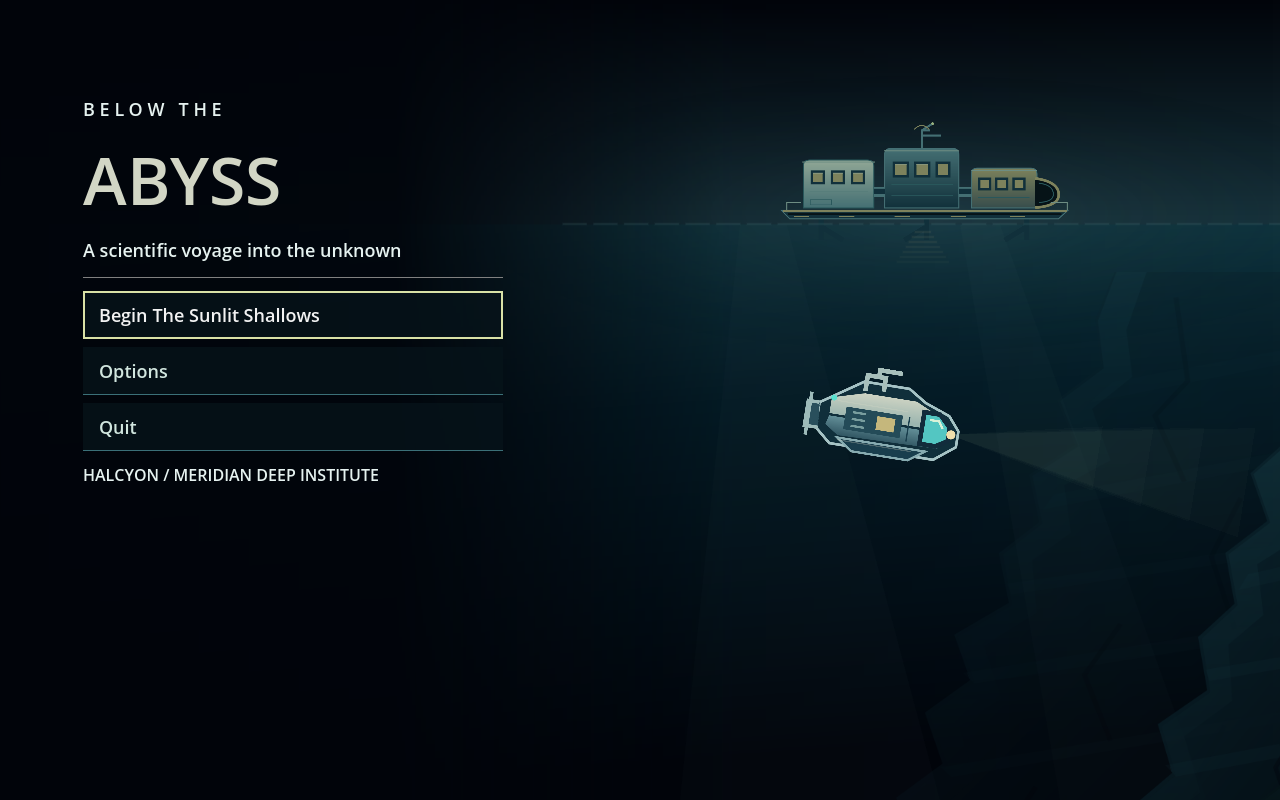 BELOW THE
ABYSS
A scientific voyage into the unknown
Begin The Sunlit Shallows
Options
Quit
HALCYON / MERIDIAN DEEP INSTITUTE